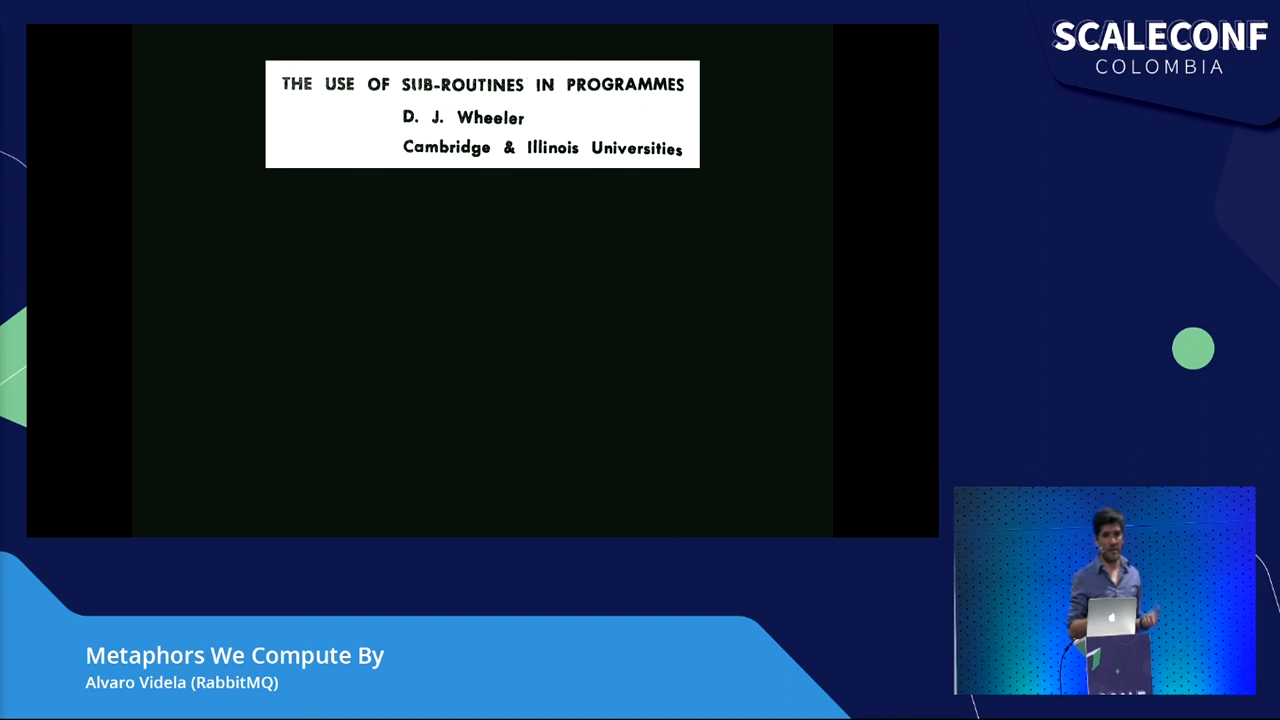 SCALECONF
COLOMBIA
THE USE OF SUB-ROUTINES IN PROGRAMMES
D. J. Wheeler
Cambridge & Illinois Universities
Metaphors We Compute By
Alvaro Videla (RabbitMQ)